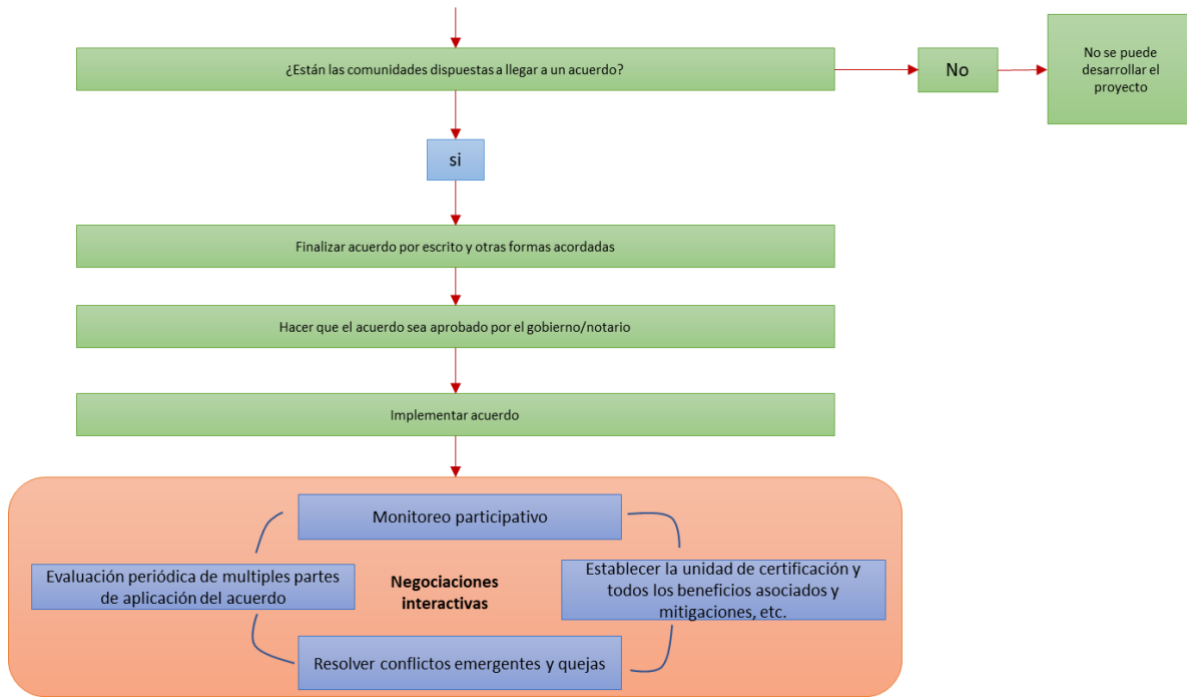 ¿Están las comunidades dispuestas a llegar a un acuerdo?
No
No se puede
desarrollar el
proyecto
si
Finalizar acuerdo por escrito y otras formas acordadas
Hacer que el acuerdo sea aprobado por el gobierno/notario
Implementar acuerdo
Monitoreo participativo
Evaluación periódica de multiples partes
de aplicación del acuerdo
Negociaciones
interactivas
Establecer la unidad de certificación y
todos los beneficios asociados y
mitigaciones, etc.
Resolver conflictos emergentes y quejas